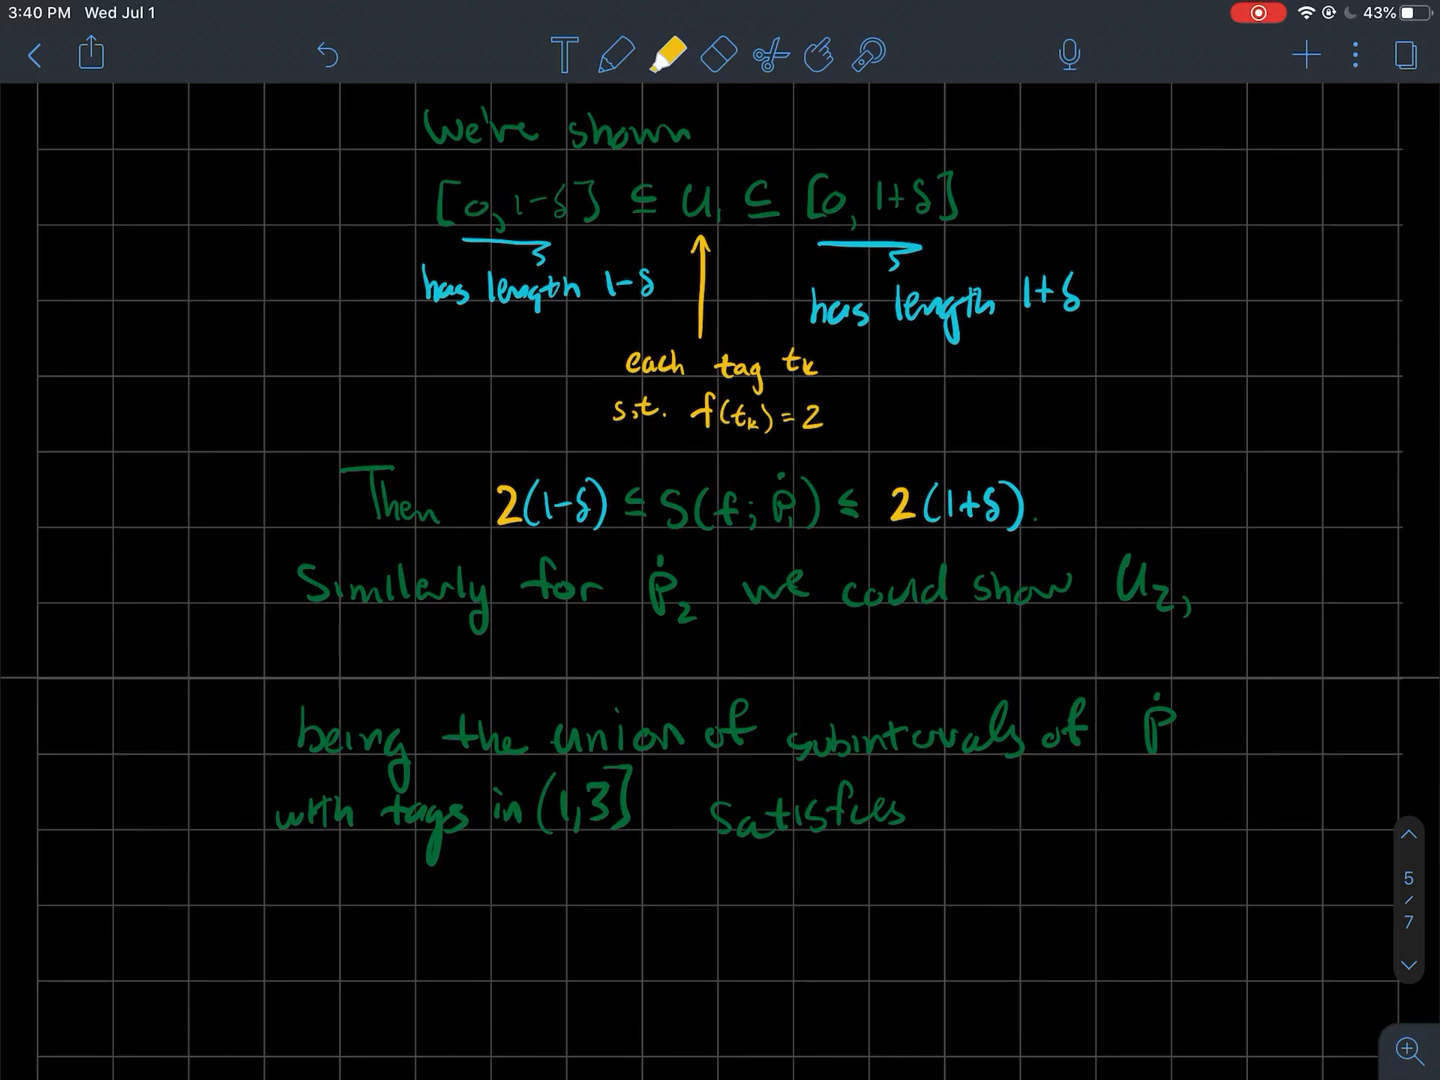 3:40 PM Wed Jul 1
43%
We've shown
[0, 1-δ] ⊆ U₁ ⊆ [0, 1+δ]
has length 1-δ
has length 1+δ
each tag tₖ
s.t. f(tₖ) = 2
Then 2(1-δ) ≤ S(f; Ṗ₁) ≤ 2(1+δ).
Similerly for Ṗ₂ we could show U₂,
being the union of subintervals of Ṗ
with tags in (1,3] satisfies
5
/
7